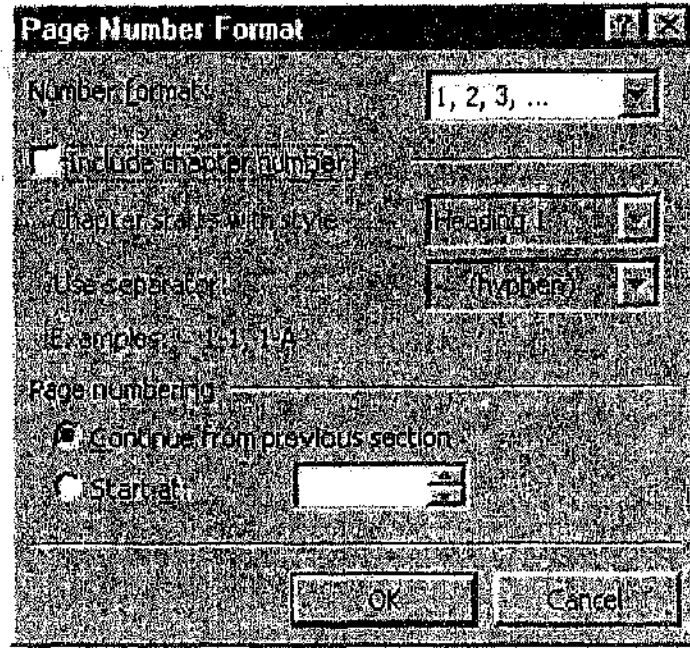 Page Number Format
Number format: 1, 2, 3, ...
Include chapter number
Chapter starts with style Heading 1
Use separator: - (hyphen)
Examples: 1-1, 1-A
Page numbering
Continue from previous section
Start at:
OK Cancel